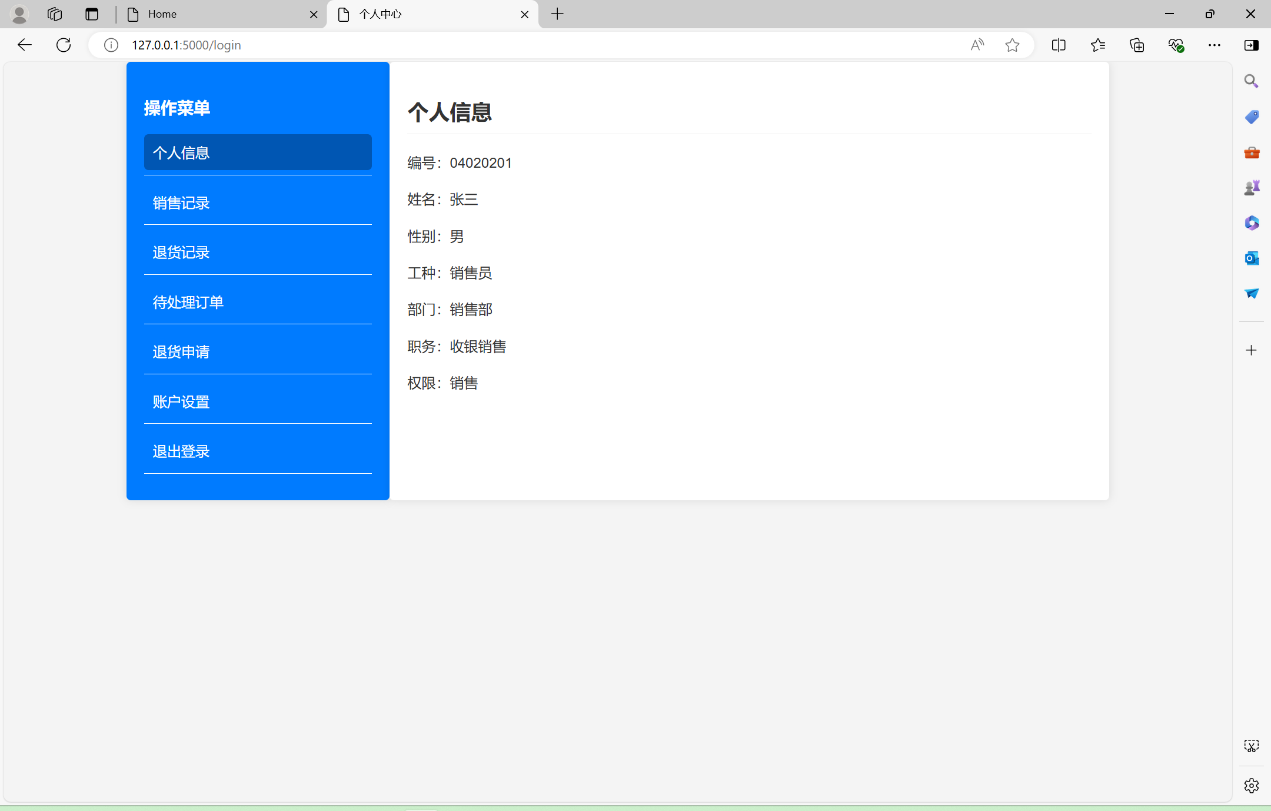 Home
个人中心
127.0.0.1:5000/login
操作菜单
个人信息
销售记录
退货记录
待处理订单
退货申请
账户设置
退出登录
个人信息
编号：04020201
姓名：张三
性别：男
工种：销售员
部门：销售部
职务：收银销售
权限：销售